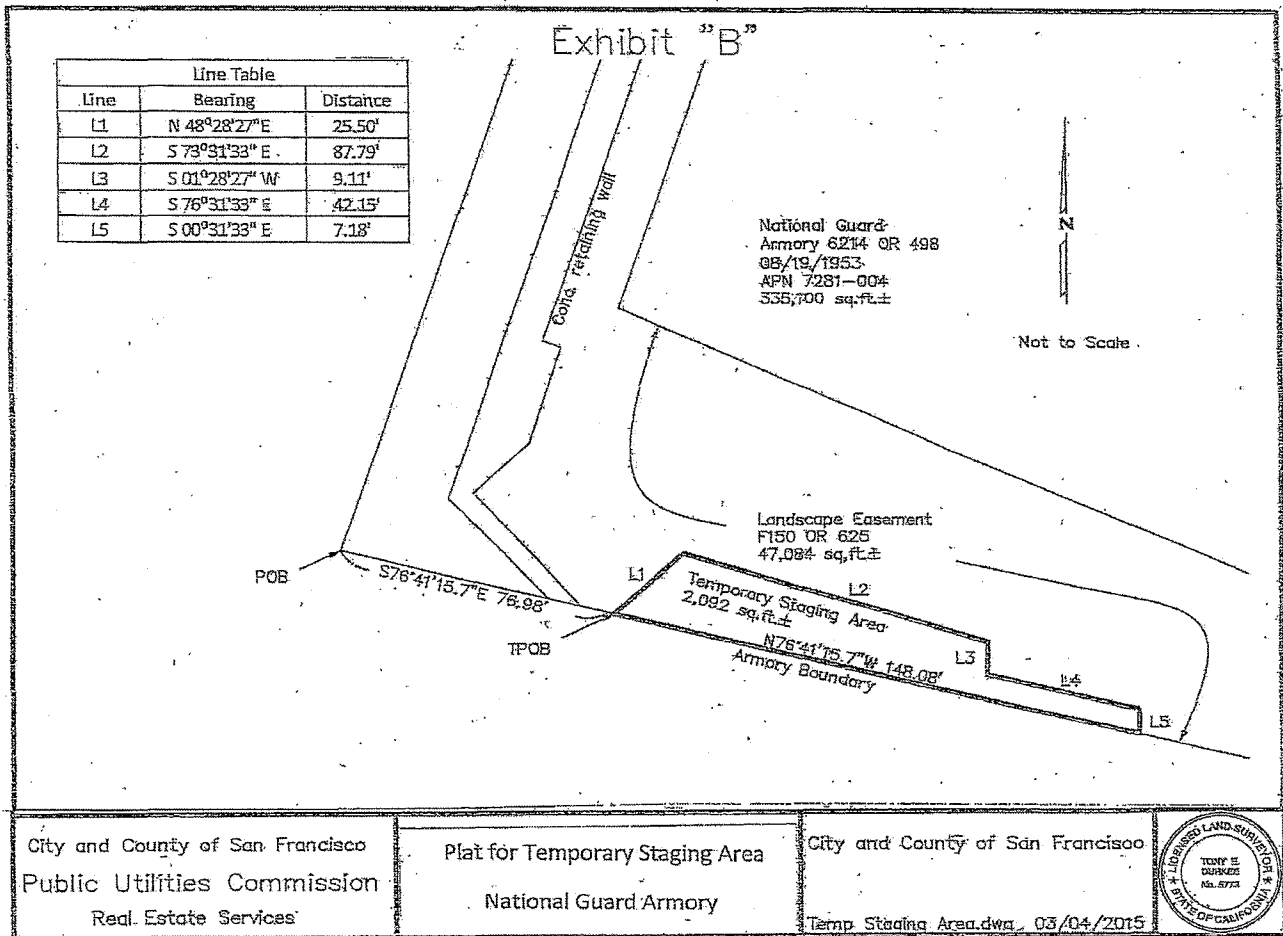 Exhibit "B"
Line Table
Line Bearing Distance
L1 N 48°28'27" E 25.50'
L2 S 73°31'33" E 87.79'
L3 S 01°28'27" W 9.11'
L4 S 76°31'33" E 42.15'
L5 S 00°31'33" E 7.18'
Conc. retaining wall
National Guard
Armory 6214 OR 498
08/19/1953
APN 7281-004
335,700 sq.ft.±
N
Not to Scale
Landscape Easement
F150 OR 625
47,084 sq.ft.±
POB
S76°41'15.7"E 76.98'
TPOB
L1
L2
Temporary Staging Area
2,092 sq.ft.±
N76°41'15.7"W 148.08'
Armory Boundary
L3
L4
L5
City and County of San Francisco
Public Utilities Commission
Real Estate Services
Plat for Temporary Staging Area
National Guard Armory
City and County of San Francisco
Temp Staging Area.dwg, 03/04/2015
LICENSED LAND SURVEYOR
TONY E.
DURKEE
No. 5773
STATE OF CALIFORNIA